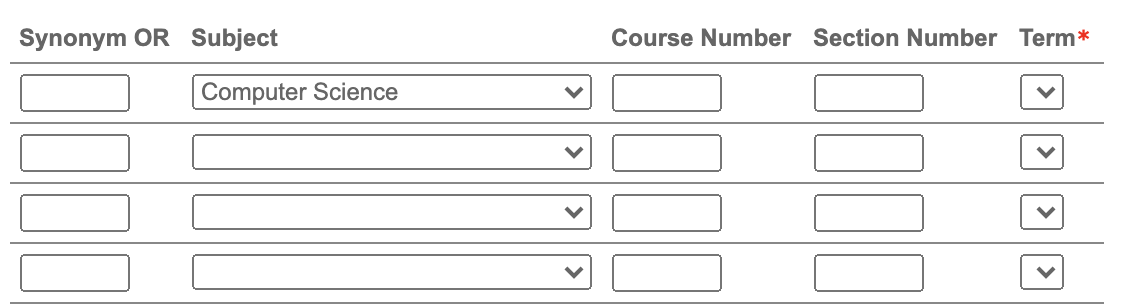 Synonym OR Subject Course Number Section Number Term*
Computer Science